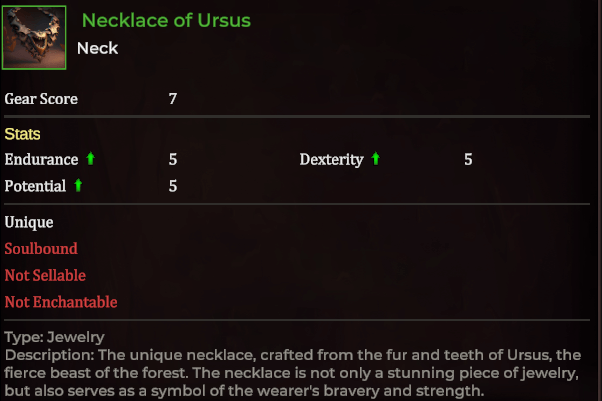 Necklace of Ursus
Neck
Gear Score 7
Stats
Endurance 5 Dexterity 5
Potential 5
Unique
Soulbound
Not Sellable
Not Enchantable
Type: Jewelry
Description: The unique necklace, crafted from the fur and teeth of Ursus, the
fierce beast of the forest. The necklace is not only a stunning piece of jewelry,
but also serves as a symbol of the wearer's bravery and strength.